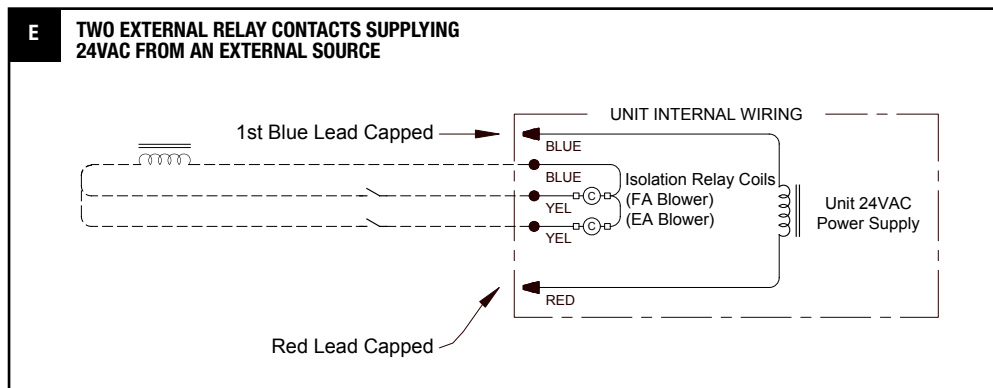 E
TWO EXTERNAL RELAY CONTACTS SUPPLYING
24VAC FROM AN EXTERNAL SOURCE
UNIT INTERNAL WIRING
1st Blue Lead Capped
BLUE
BLUE
Isolation Relay Coils
(FA Blower)
(EA Blower)
C
YEL
C
YEL
Unit 24VAC
Power Supply
RED
Red Lead Capped